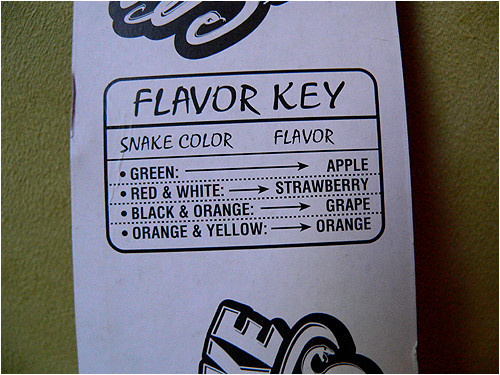 FLAVOR KEY
SNAKE COLOR FLAVOR
• GREEN: → APPLE
• RED & WHITE: → STRAWBERRY
• BLACK & ORANGE: → GRAPE
• ORANGE & YELLOW: → ORANGE